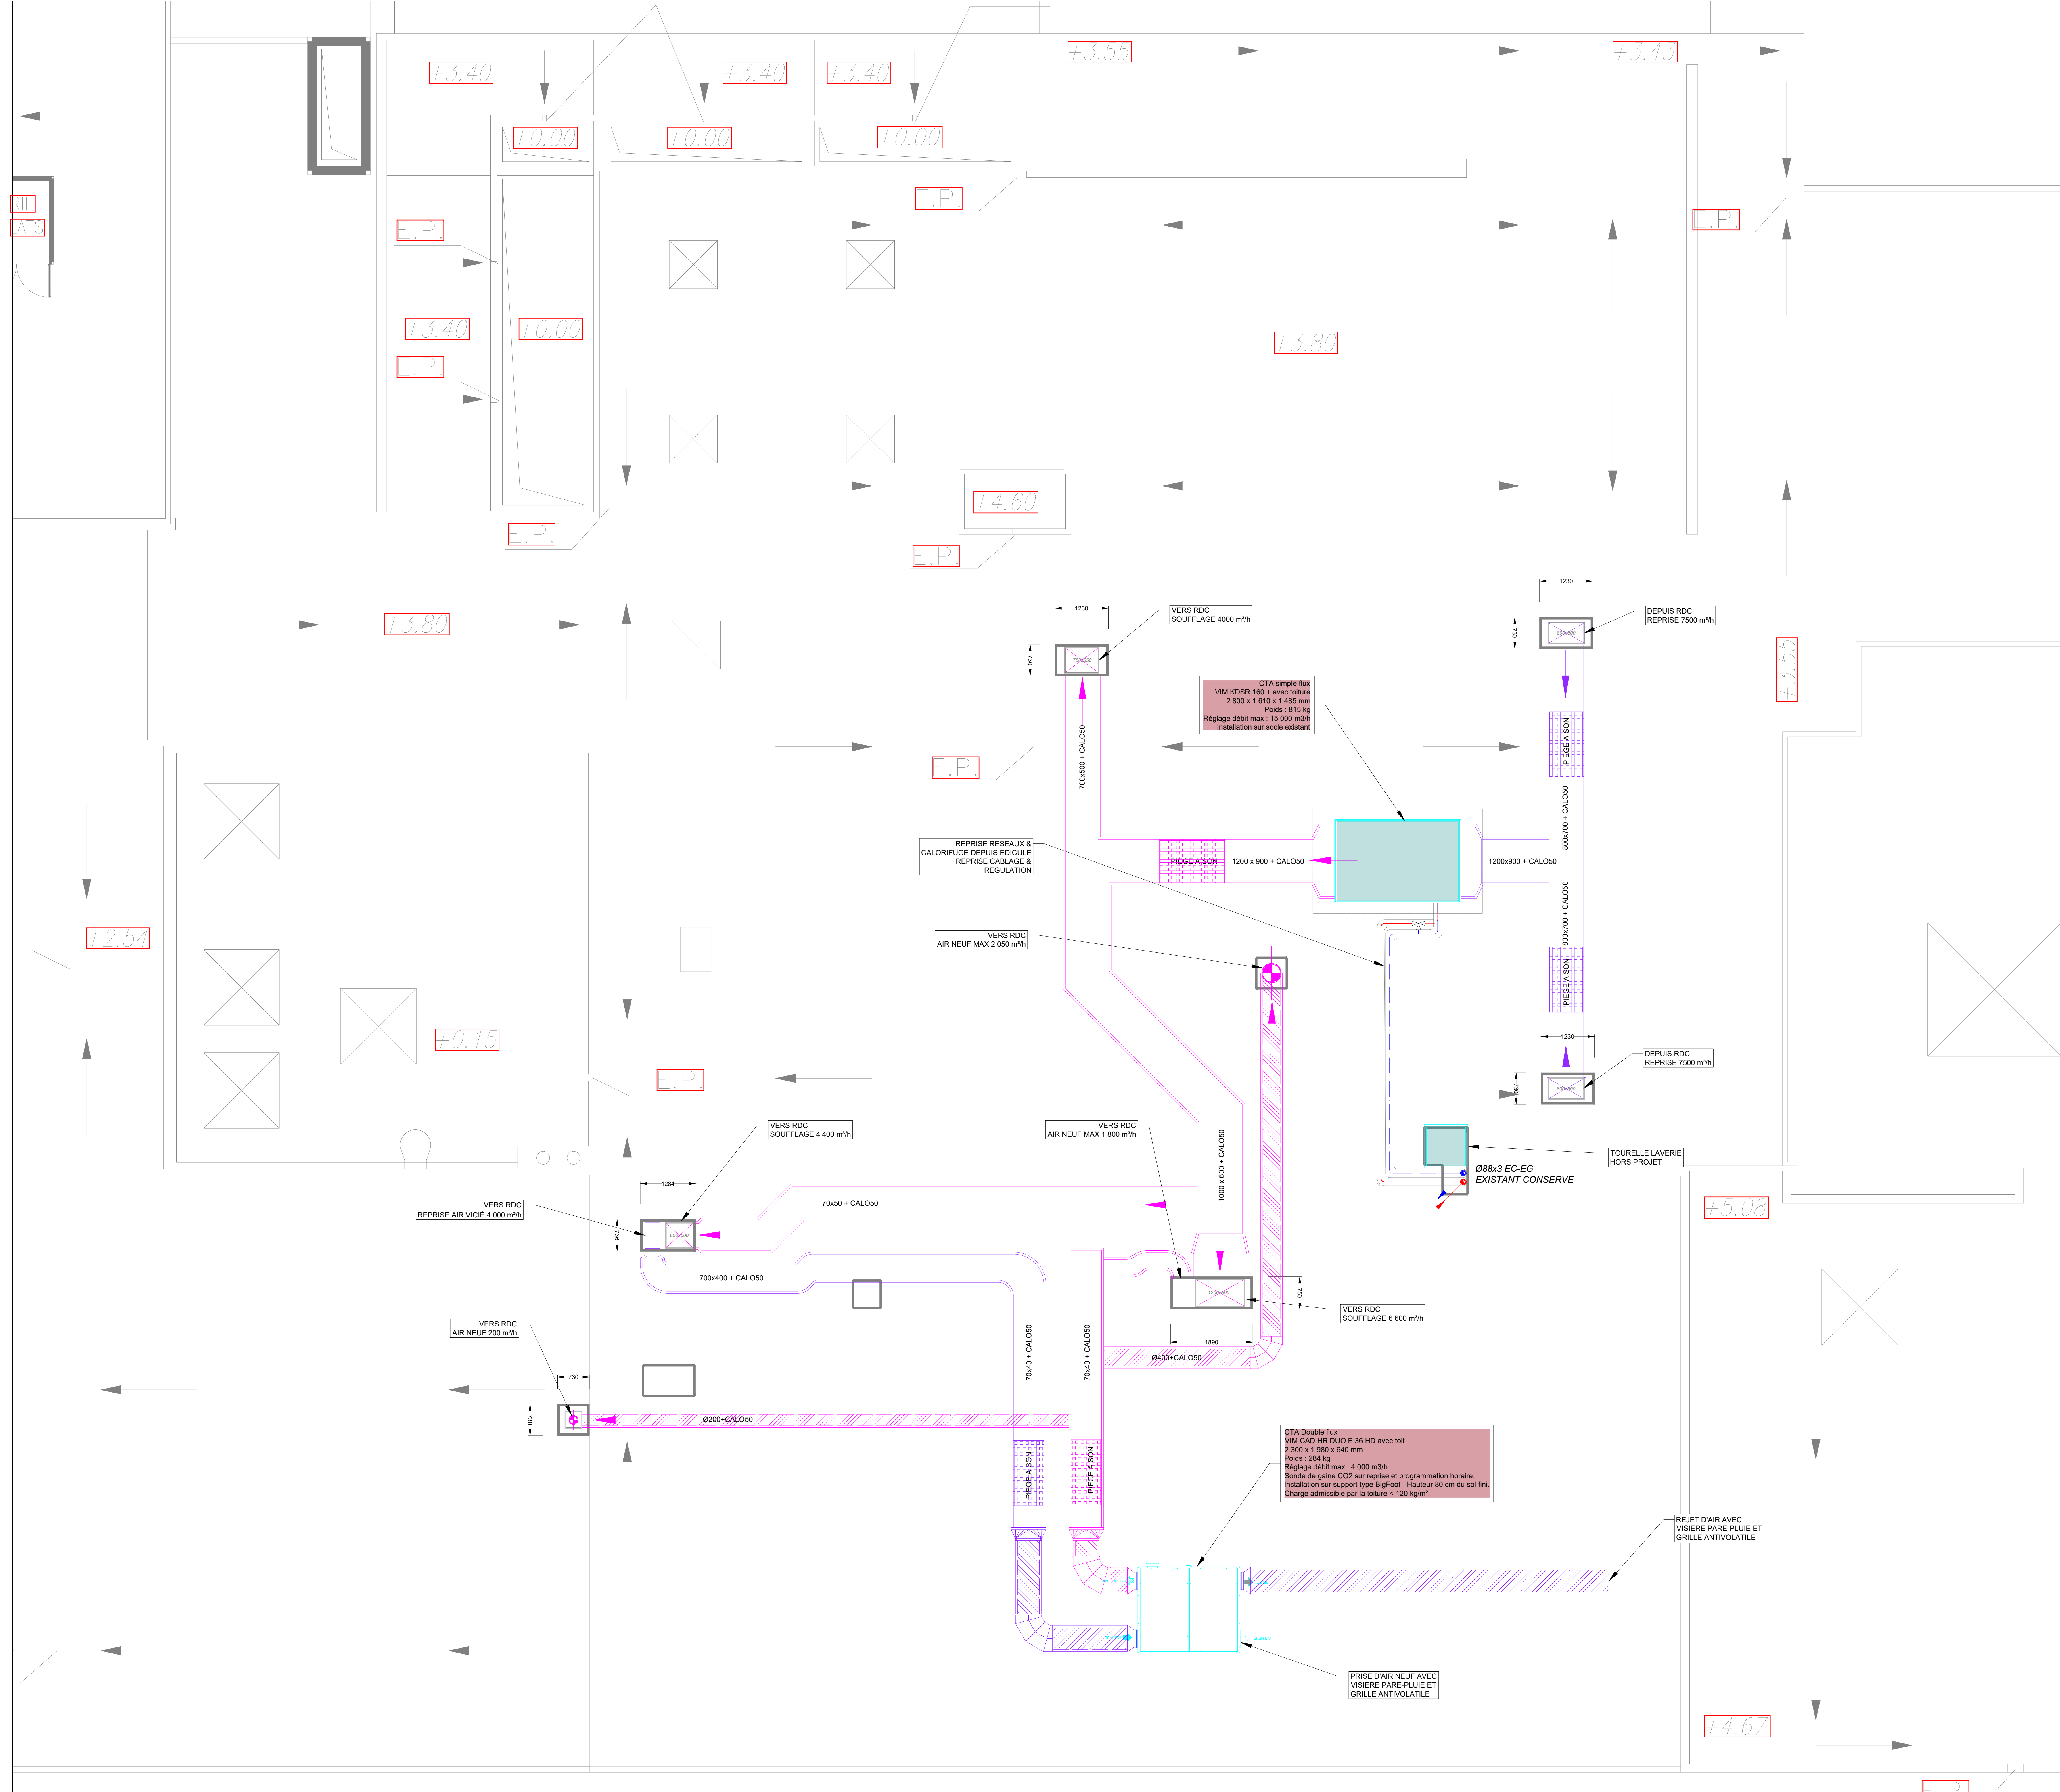 +3.55
+3.43
+3.40
+3.40
+3.40
+0.00
+0.00
+0.00
RIE
LATS
E.P.
E.P.
E.P.
+3.40
+0.00
+3.80
E.P.
+4.60
E.P.
E.P.
+3.80
1230
730
VERS RDC
SOUFFLAGE 4000 m³/h
1230
730
DEPUIS RDC
REPRISE 7500 m³/h
+3.55
CTA simple flux
VIM KDSR 160 + avec toiture
2 800 x 1 610 x 1 485 mm
Poids : 815 kg
Réglage débit max : 15 000 m3/h
Installation sur socle existant
700x500 + CALO50
PIEGE A SON
800x700 + CALO50
E.P.
REPRISE RESEAUX &
CALORIFUGE DEPUIS EDICULE
REPRISE CABLAGE &
REGULATION
PIEGE A SON
1200 x 900 + CALO50
1200x900 + CALO50
800x700 + CALO50
PIEGE A SON
+2.54
VERS RDC
AIR NEUF MAX 2 050 m³/h
+0.15
1230
730
DEPUIS RDC
REPRISE 7500 m³/h
E.P.
VERS RDC
SOUFFLAGE 4 400 m³/h
VERS RDC
AIR NEUF MAX 1 800 m³/h
1000 x 600 + CALO50
TOURELLE LAVERIE
HORS PROJET
Ø88x3 EC-EG
EXISTANT CONSERVE
1284
730
VERS RDC
REPRISE AIR VICIÉ 4 000 m³/h
70x50 + CALO50
+5.08
700x400 + CALO50
1200x500
750
VERS RDC
SOUFFLAGE 6 600 m³/h
1890
VERS RDC
AIR NEUF 200 m³/h
70x40 + CALO50
70x40 + CALO50
Ø400+CALO50
730
730
Ø200+CALO50
PIEGE A SON
PIEGE A SON
CTA Double flux
VIM CAD HR DUO E 36 HD avec toit
2 300 x 1 980 x 640 mm
Poids : 284 kg
Réglage débit max : 4 000 m3/h
Sonde de gaine CO2 sur reprise et programmation horaire.
Installation sur support type BigFoot - Hauteur 80 cm du sol fini.
Charge admissible par la toiture < 120 kg/m².
REJET D'AIR AVEC
VISIERE PARE-PLUIE ET
GRILLE ANTIVOLATILE
PRISE D'AIR NEUF AVEC
VISIERE PARE-PLUIE ET
GRILLE ANTIVOLATILE
+4.67
E.P.